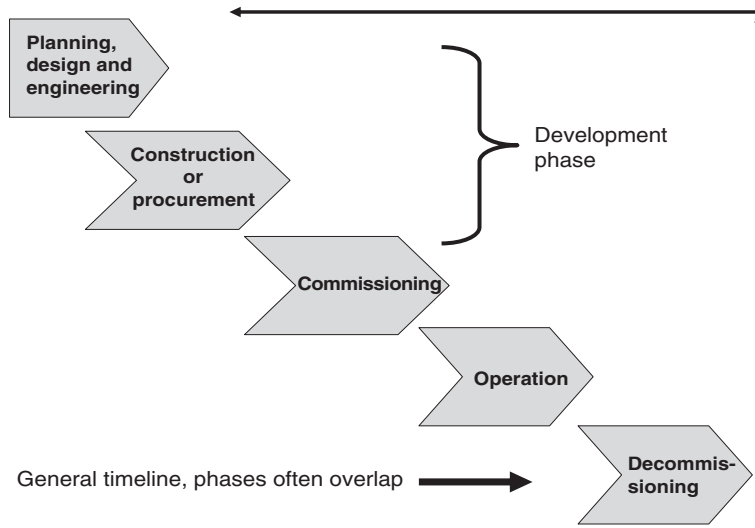 Planning,
design and
engineering
Construction
or
procurement
Development
phase
Commissioning
Operation
General timeline, phases often overlap
Decommis-
sioning